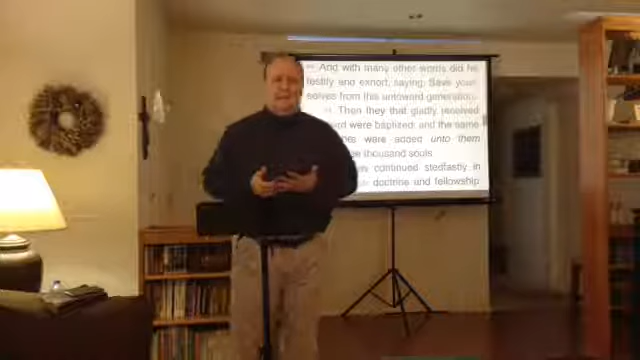 And with many other words did he
testify and exhort, saying, Save your
selves from this untoward generation.
Then they that gladly received
ord were baptized: and the same
were added unto them
ee thousand souls
continued stedfastly in
doctrine and fellowship